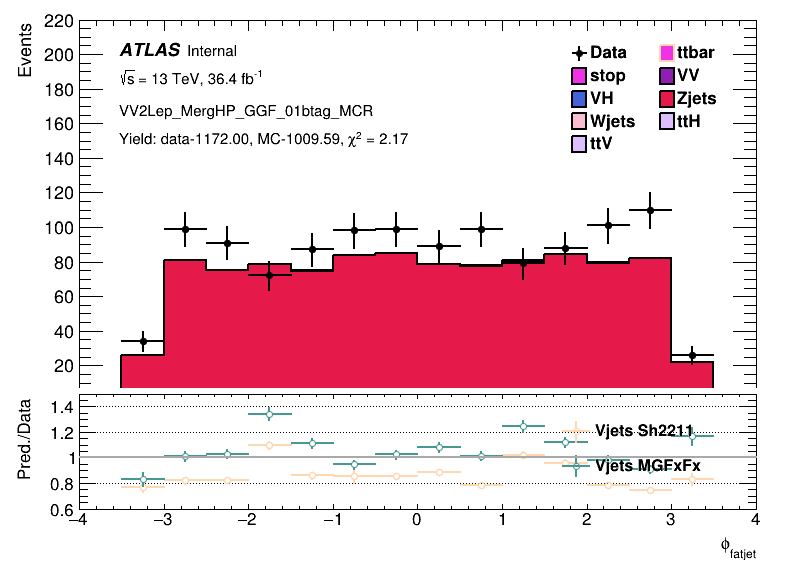 Events
220
200
180
160
140
120
100
80
60
40
20
ATLAS Internal
√s = 13 TeV, 36.4 fb⁻¹
VV2Lep_MergHP_GGF_01btag_MCR
Yield: data-1172.00, MC-1009.59, χ² = 2.17
Data ttbar
stop VV
VH Zjets
Wjets ttH
ttV
Pred./Data
1.4
1.2
1
0.8
0.6
Vjets Sh2211
Vjets MGFxFx
−4 −3 −2 −1 0 1 2 3 4
ϕfatjet